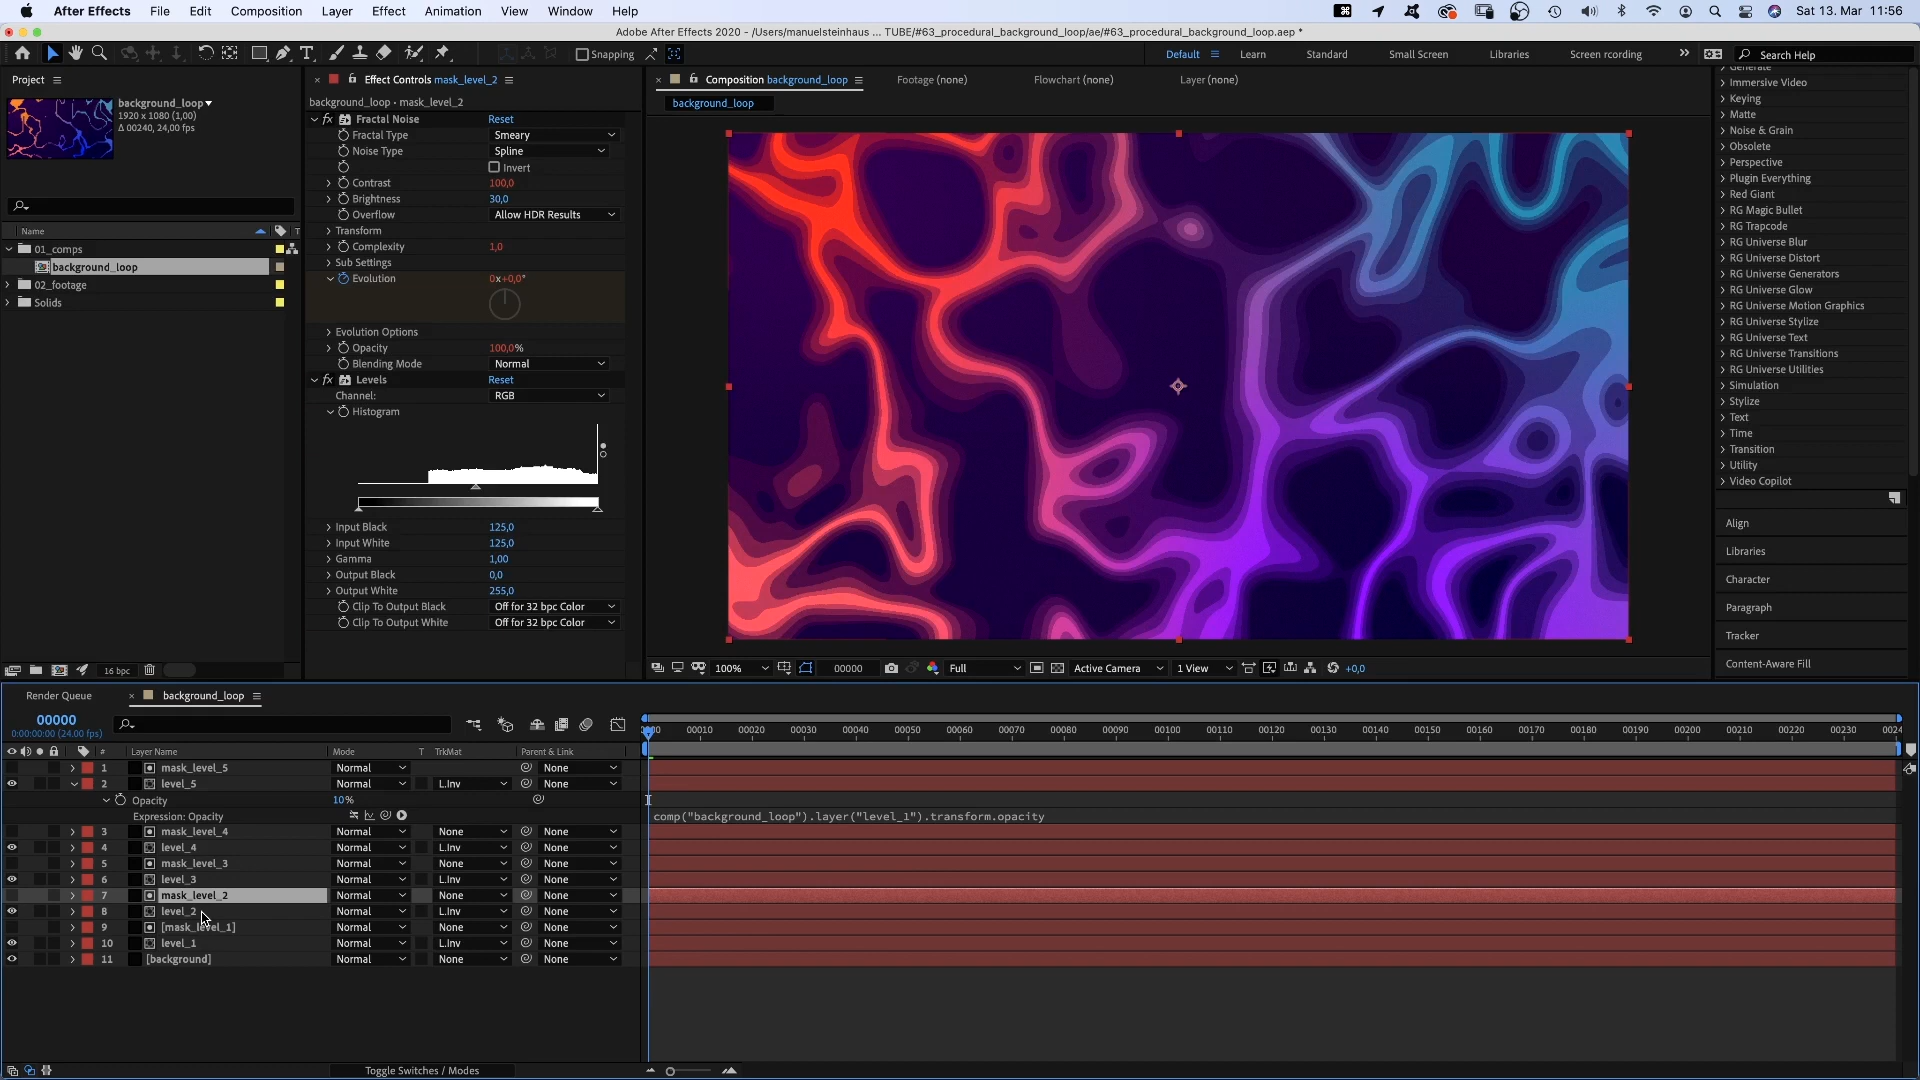 After Effects File Edit Composition Layer Effect Animation View Window Help Sat 13. Mar 11:56
Adobe After Effects 2020 - /Users/manuelsteinhaus ... TUBE/#63_procedural_background_loop/ae/#63_procedural_background_loop.aep *
Snapping Default Learn Standard Small Screen Libraries Screen recording Search Help
Project
background_loop
1920 x 1080 (1,00)
Δ 00240, 24,00 fps
Name T
01_comps
background_loop
02_footage
Solids
16 bpc
Effect Controls mask_level_2
background_loop • mask_level_2
fx Fractal Noise Reset
Fractal Type Smeary
Noise Type Spline
Invert
Contrast 100,0
Brightness 30,0
Overflow Allow HDR Results
Transform
Complexity 1,0
Sub Settings
Evolution 0x+0,0°
Evolution Options
Opacity 100,0%
Blending Mode Normal
fx Levels Reset
Channel: RGB
Histogram
Input Black 125,0
Input White 125,0
Gamma 1,00
Output Black 0,0
Output White 255,0
Clip To Output Black Off for 32 bpc Color
Clip To Output White Off for 32 bpc Color
Composition background_loop Footage (none) Flowchart (none) Layer (none)
background_loop
100% 00000 Full Active Camera 1 View +0,0
Generate
Immersive Video
Keying
Matte
Noise & Grain
Obsolete
Perspective
Plugin Everything
Red Giant
RG Magic Bullet
RG Trapcode
RG Universe Blur
RG Universe Distort
RG Universe Generators
RG Universe Glow
RG Universe Motion Graphics
RG Universe Stylize
RG Universe Text
RG Universe Transitions
RG Universe Utilities
Simulation
Stylize
Text
Time
Transition
Utility
Video Copilot
Align
Libraries
Character
Paragraph
Tracker
Content-Aware Fill
Render Queue background_loop
00000
0:00:00:00 (24.00 fps)
00010 00020 00030 00040 00050 00060 00070 00080 00090 00100 00110 00120 00130 00140 00150 00160 00170 00180 00190 00200 00210 00220 00230
# Layer Name Mode T TrkMat Parent & Link
1 mask_level_5 Normal None
2 level_5 Normal L.Inv None
Opacity 10%
Expression: Opacity comp("background_loop").layer("level_1").transform.opacity
3 mask_level_4 Normal None None
4 level_4 Normal L.Inv None
5 mask_level_3 Normal None None
6 level_3 Normal L.Inv None
7 mask_level_2 Normal None None
8 level_2 Normal L.Inv None
9 [mask_level_1] Normal None None
10 level_1 Normal L.Inv None
11 [background] Normal None None
Toggle Switches / Modes